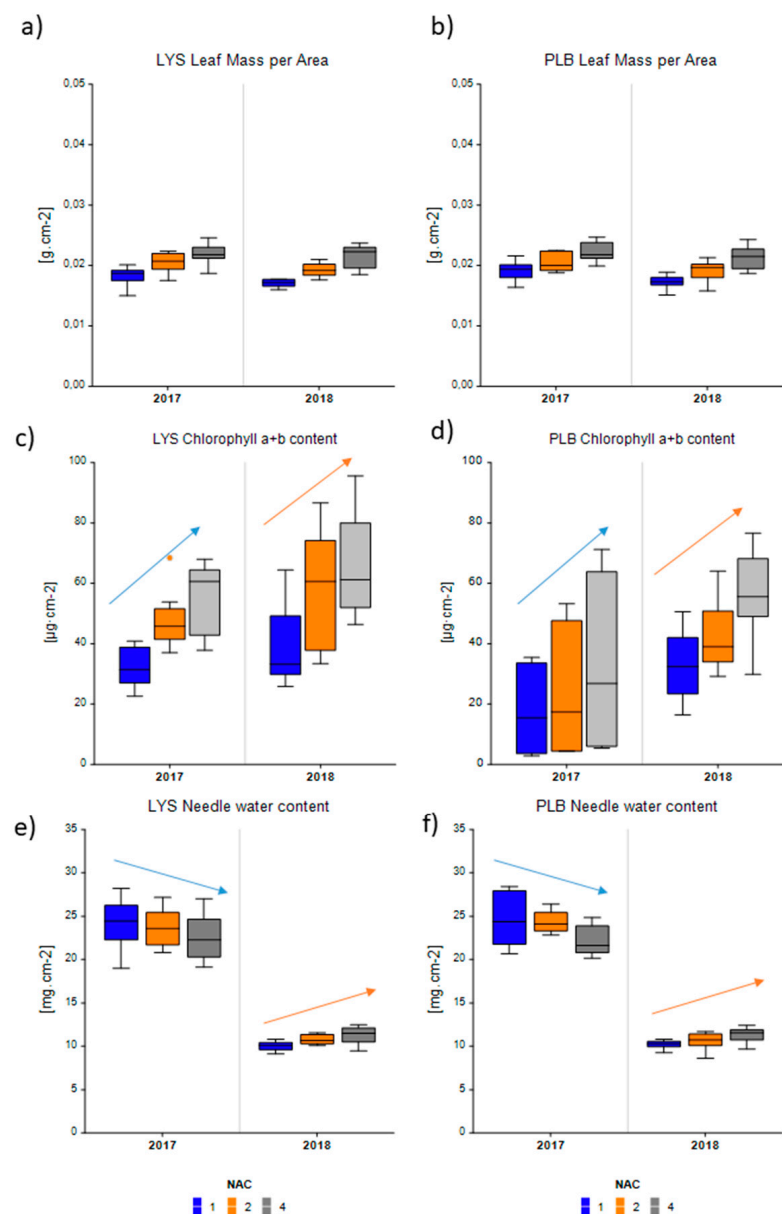 a)
LYS Leaf Mass per Area
[g.cm-2]
0,05
0,04
0,03
0,02
0,01
0,00
2017 2018
b)
PLB Leaf Mass per Area
[g.cm-2]
0,05
0,04
0,03
0,02
0,01
0,00
2017 2018
c)
LYS Chlorophyll a+b content
[µg·cm-2]
100
80
60
40
20
0
2017 2018
d)
PLB Chlorophyll a+b content
[µg·cm-2]
100
80
60
40
20
0
2017 2018
e)
LYS Needle water content
[mg.cm-2]
35
30
25
20
15
10
5
0
2017 2018
f)
PLB Needle water content
[mg.cm-2]
35
30
25
20
15
10
5
0
2017 2018
NAC
1 2 4
NAC
1 2 4